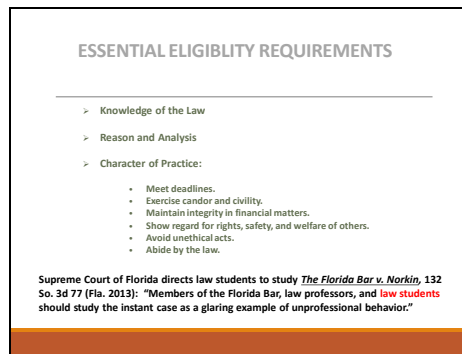 ESSENTIAL ELIGIBLITY REQUIREMENTS
➢ Knowledge of the Law
➢ Reason and Analysis
➢ Character of Practice:
▪ Meet deadlines.
▪ Exercise candor and civility.
▪ Maintain integrity in financial matters.
▪ Show regard for rights, safety, and welfare of others.
▪ Avoid unethical acts.
▪ Abide by the law.
Supreme Court of Florida directs law students to study The Florida Bar v. Norkin, 132
So. 3d 77 (Fla. 2013): “Members of the Florida Bar, law professors, and law students
should study the instant case as a glaring example of unprofessional behavior.”